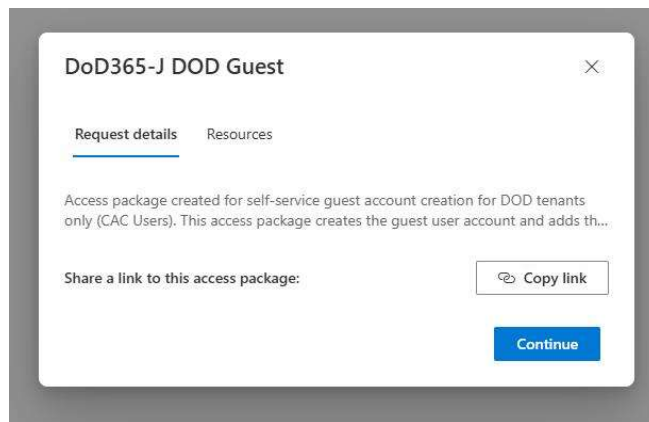 DoD365-J DOD Guest
Request details Resources
Access package created for self-service guest account creation for DOD tenants
only (CAC Users). This access package creates the guest user account and adds th...
Share a link to this access package: Copy link
Continue